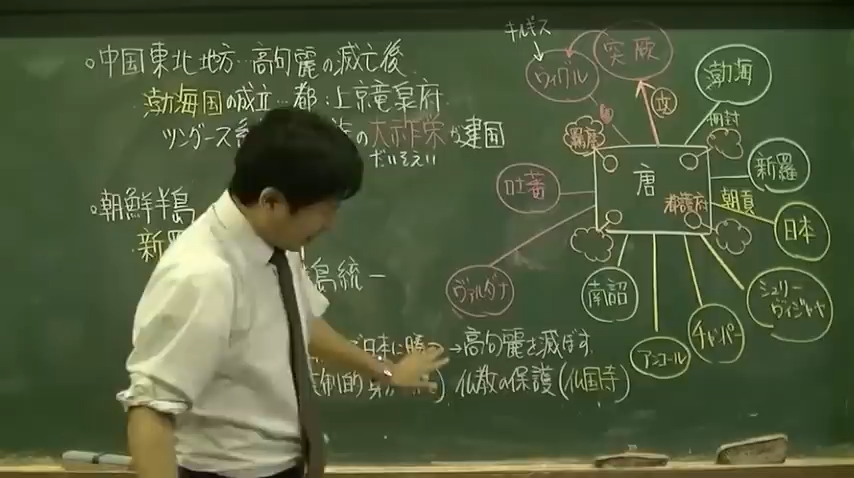 。中国東北地方…高句麗の滅亡後
渤海国の成立…都：上京竜泉府
ツングース系 の大祚栄が建国
だいそえい
。朝鮮半島
新
島統一
日本に勝つ→高句麗を滅ぼす
仏教の保護(仏国寺)
キルギス
ウイグル
突厥
渤海
攻
冊封
羈縻
新羅
吐蕃
唐
都護府
朝貢
日本
ヴァルダナ
南詔
シュリー
ヴィジャヤ
チャンパー
アンコール